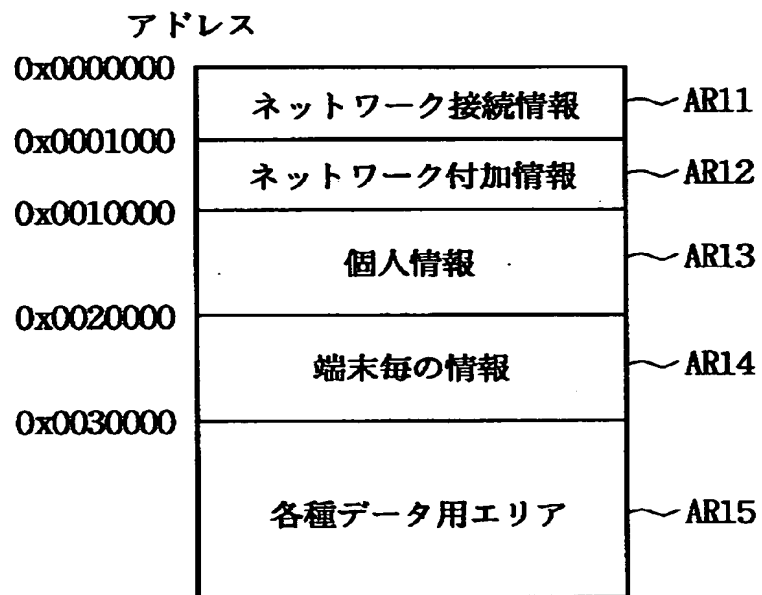 アドレス
0x0000000
ネットワーク接続情報 AR11
0x0001000
ネットワーク付加情報 AR12
0x0010000
個人情報 AR13
0x0020000
端末毎の情報 AR14
0x0030000
各種データ用エリア AR15